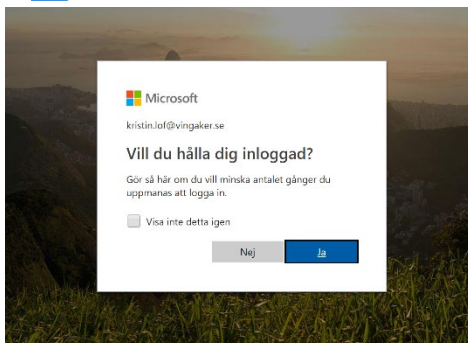 Microsoft
kristin.lof@vingaker.se
Vill du hålla dig inloggad?
Gör så här om du vill minska antalet gånger du
uppmanas att logga in.
Visa inte detta igen
Nej
Ja